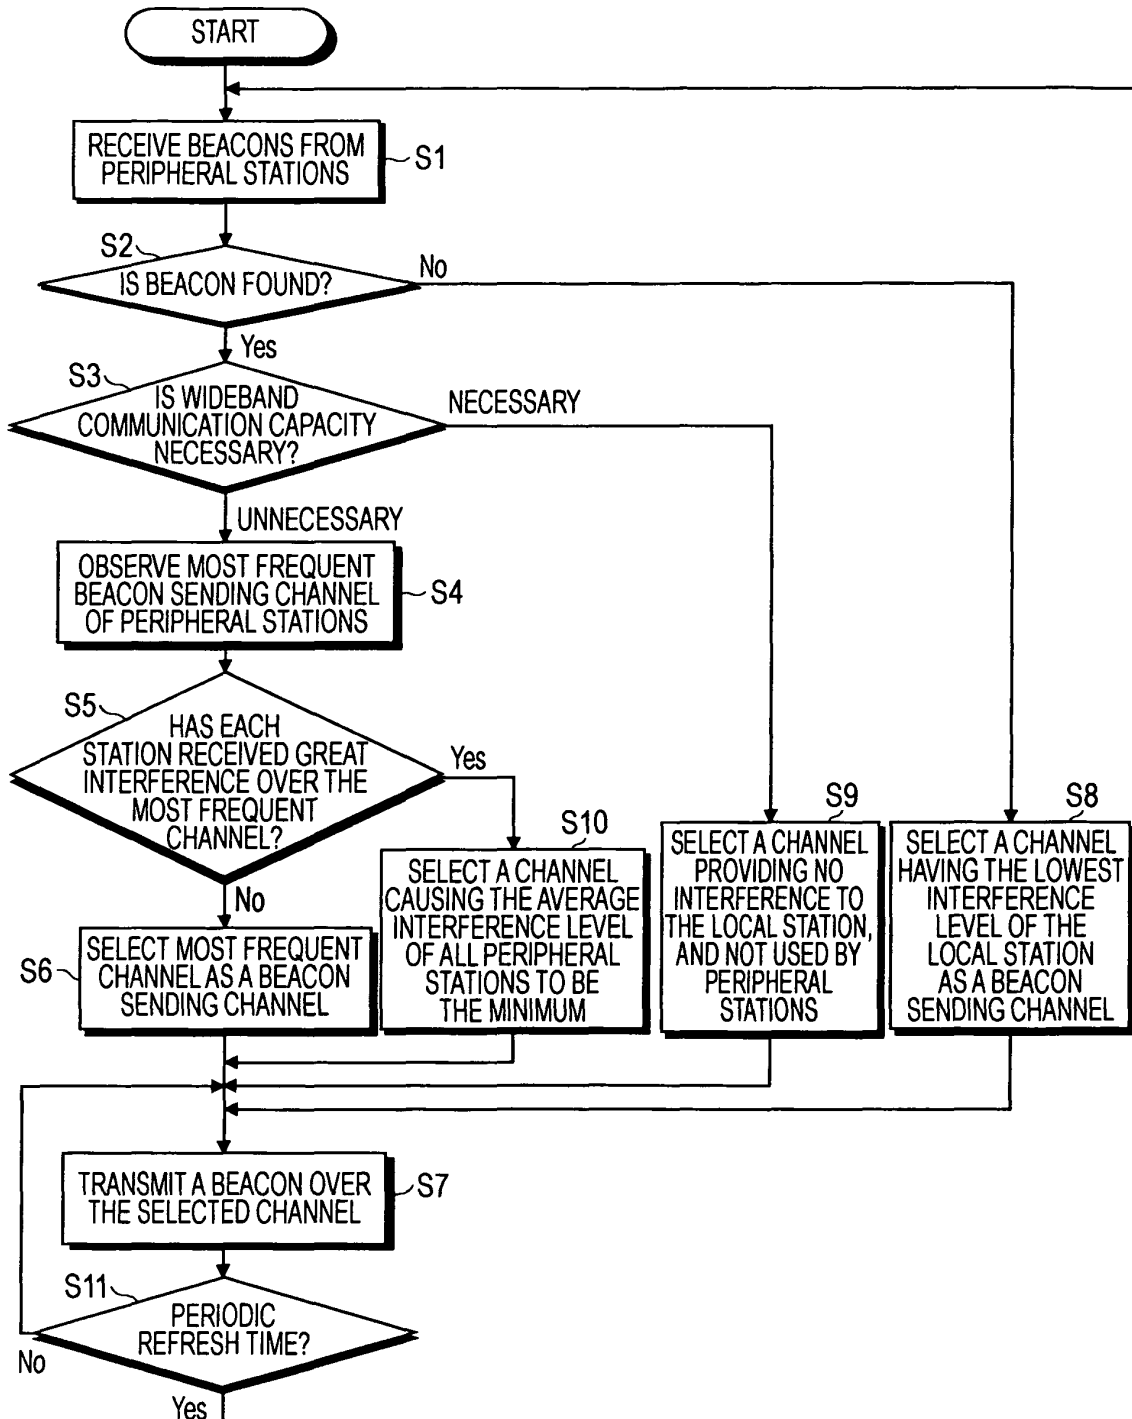 START
RECEIVE BEACONS FROM
PERIPHERAL STATIONS
S1
S2
IS BEACON FOUND?
No
Yes
S3
IS WIDEBAND
COMMUNICATION CAPACITY
NECESSARY?
NECESSARY
UNNECESSARY
OBSERVE MOST FREQUENT
BEACON SENDING CHANNEL
OF PERIPHERAL STATIONS
S4
S5
HAS EACH
STATION RECEIVED GREAT
INTERFERENCE OVER THE
MOST FREQUENT
CHANNEL?
Yes
No
S6
SELECT MOST FREQUENT
CHANNEL AS A BEACON
SENDING CHANNEL
S10
SELECT A CHANNEL
CAUSING THE AVERAGE
INTERFERENCE LEVEL
OF ALL PERIPHERAL
STATIONS TO BE
THE MINIMUM
S9
SELECT A CHANNEL
PROVIDING NO
INTERFERENCE TO
THE LOCAL STATION,
AND NOT USED BY
PERIPHERAL
STATIONS
S8
SELECT A CHANNEL
HAVING THE LOWEST
INTERFERENCE
LEVEL OF THE
LOCAL STATION
AS A BEACON
SENDING CHANNEL
TRANSMIT A BEACON OVER
THE SELECTED CHANNEL
S7
S11
PERIODIC
REFRESH TIME?
No
Yes